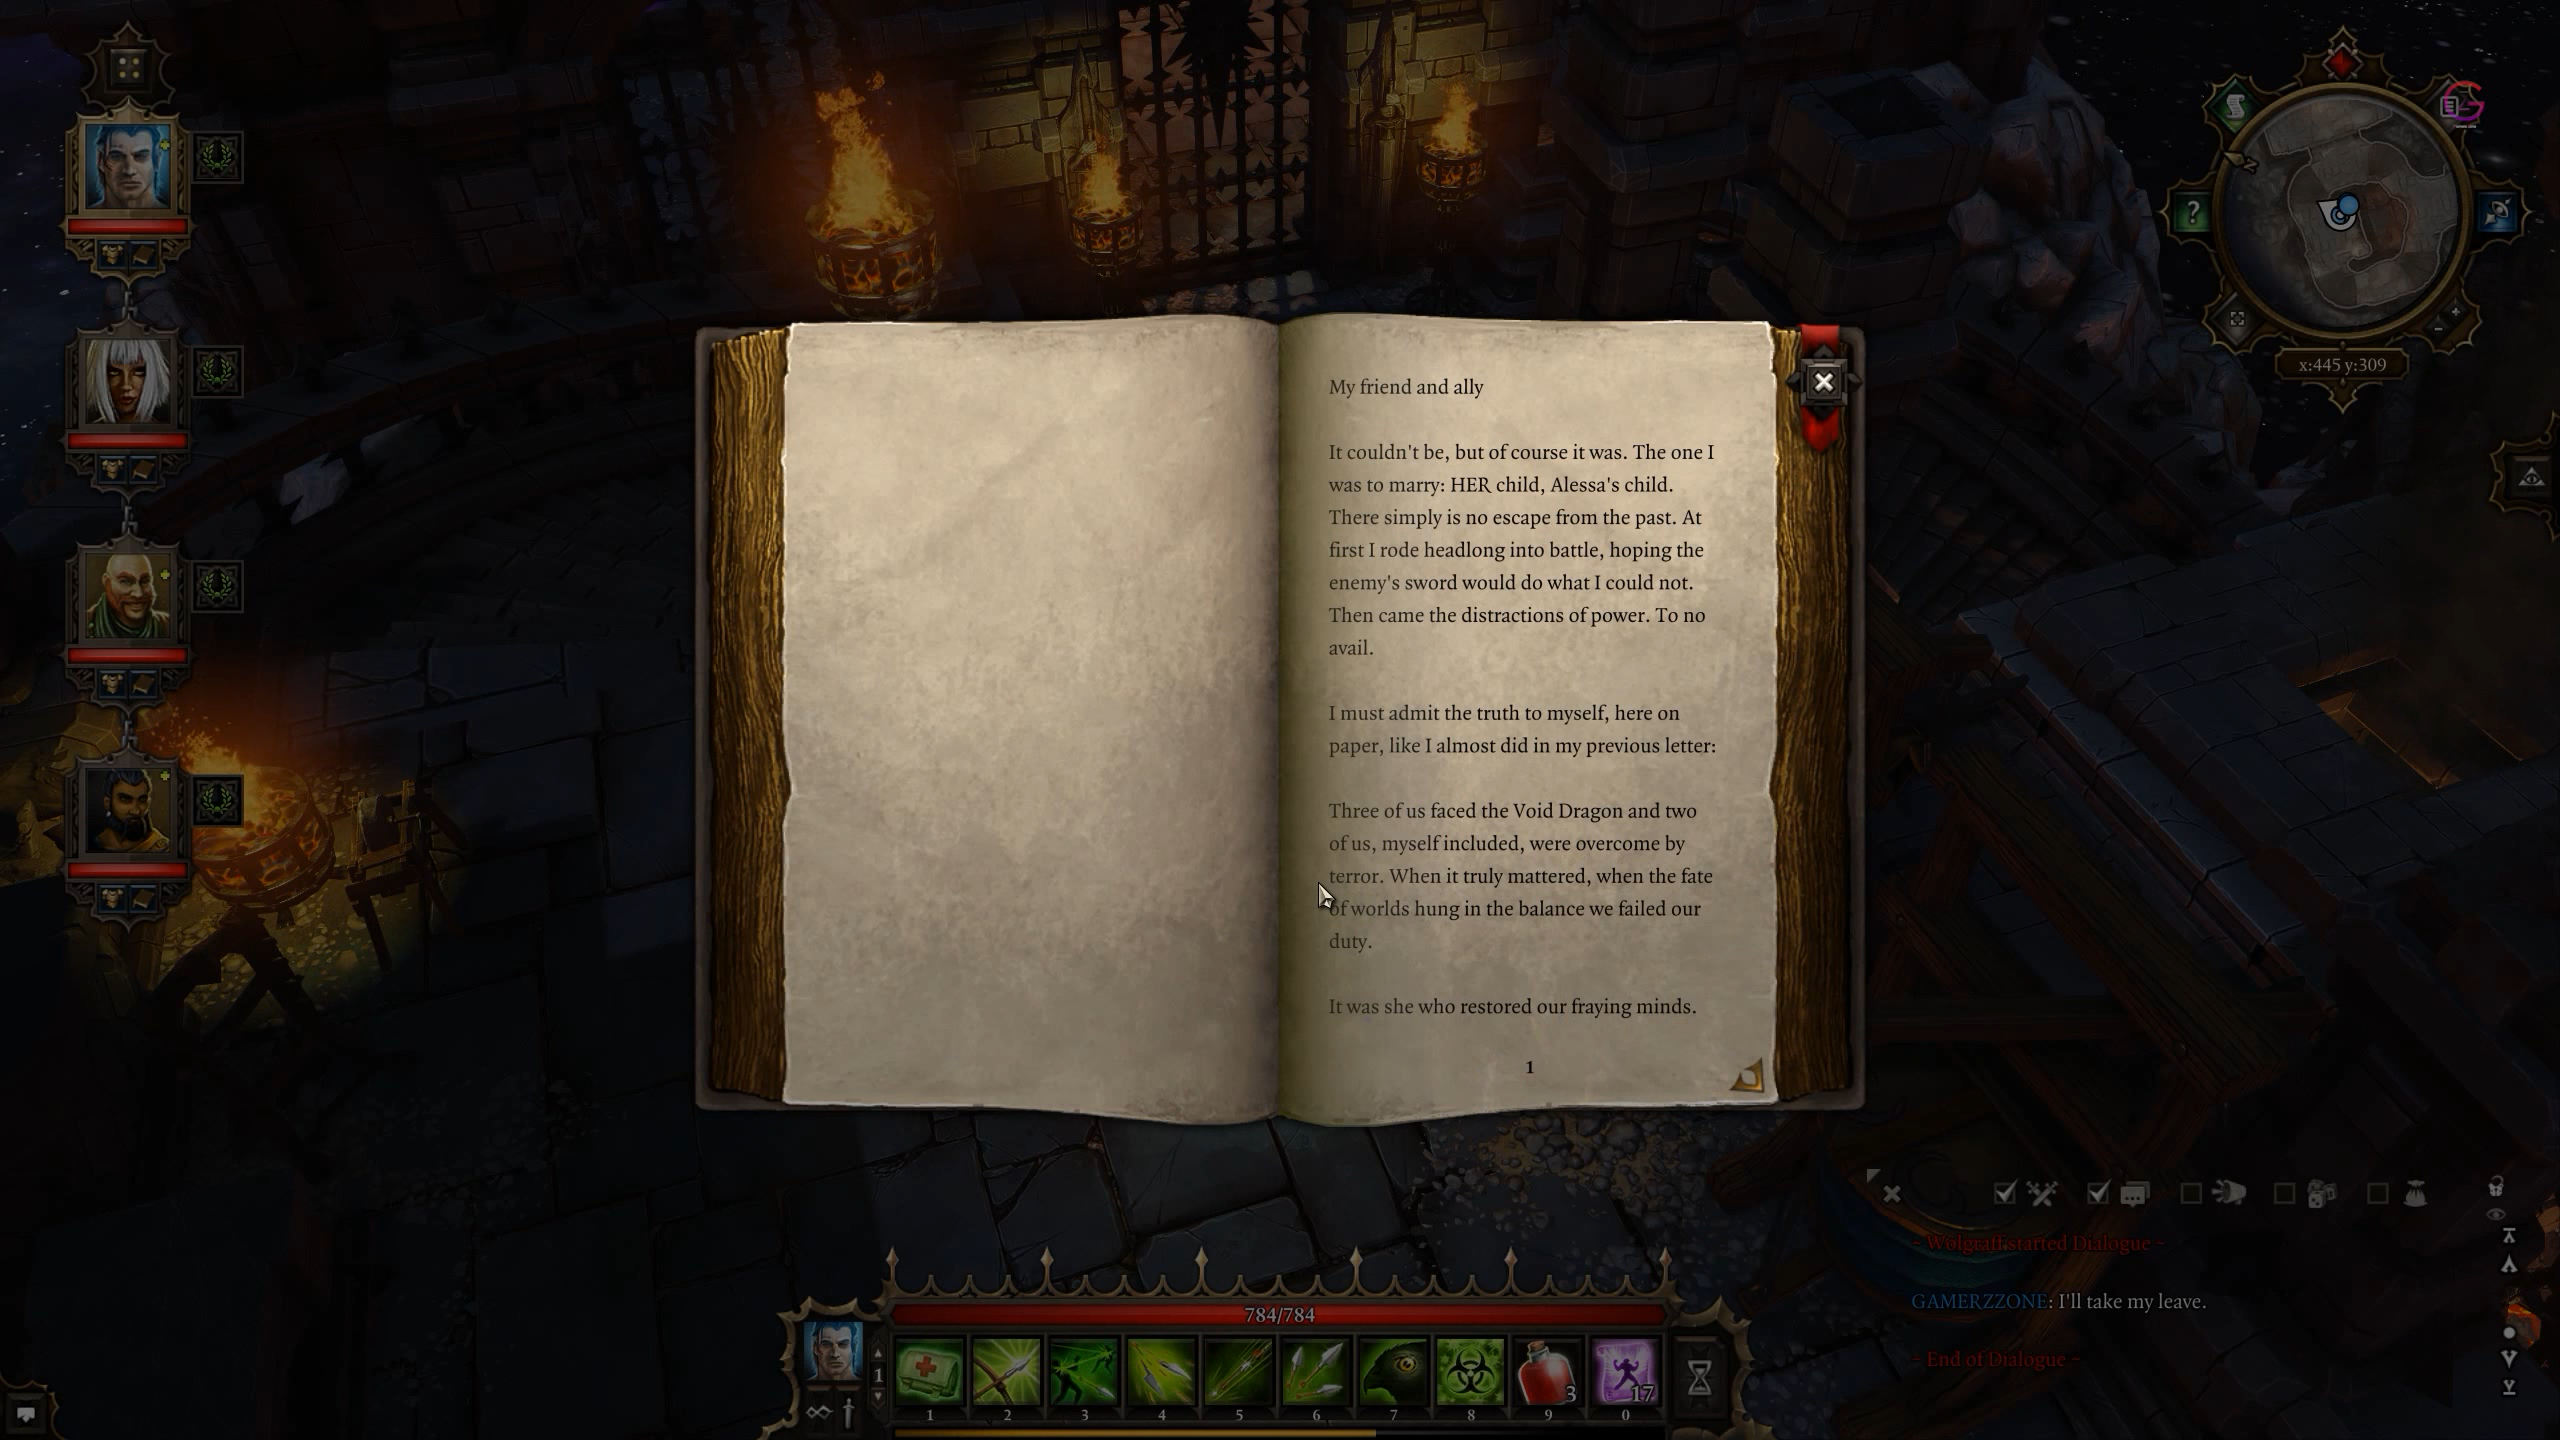 x:445 y:309
My friend and ally
It couldn't be, but of course it was. The one I
was to marry: HER child, Alessa's child.
There simply is no escape from the past. At
first I rode headlong into battle, hoping the
enemy's sword would do what I could not.
Then came the distractions of power. To no
avail.
I must admit the truth to myself, here on
paper, like I almost did in my previous letter:
Three of us faced the Void Dragon and two
of us, myself included, were overcome by
terror. When it truly mattered, when the fate
of worlds hung in the balance we failed our
duty.
It was she who restored our fraying minds.
1
~ Wolgraff started Dialogue ~
GAMERZZONE: I'll take my leave.
~ End of Dialogue ~
784/784
1
3
17
1 2 3 4 5 6 7 8 9 0